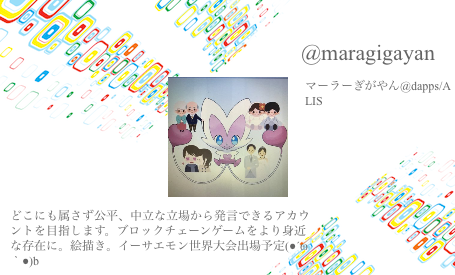 @maragigayan
マーラーぎがやん@dapps/A
LIS
どこにも属さず公平、中立な立場から発言できるアカウ
ントを目指します。ブロックチェーンゲームをより身近
な存在に。絵描き。イーサエモン世界大会出場予定(●´ϖ
｀●)b